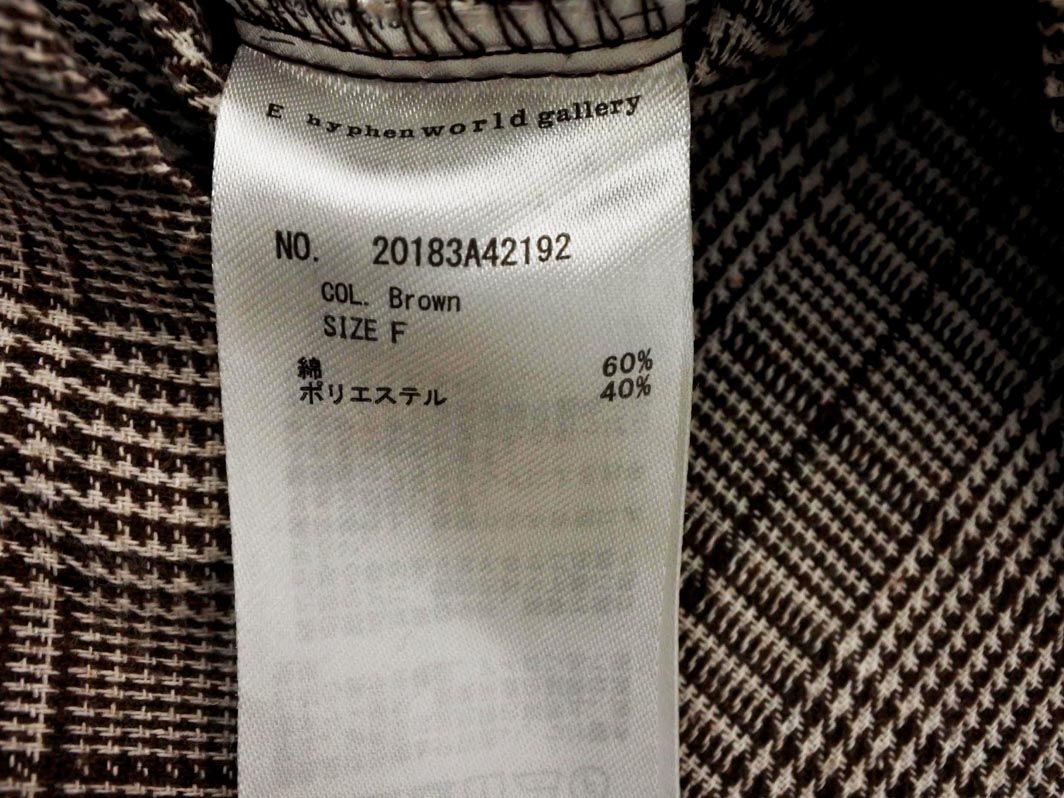 E hyphen world gallery
NO. 20183A42192
COL. Brown
SIZE F
綿 60%
ポリエステル 40%